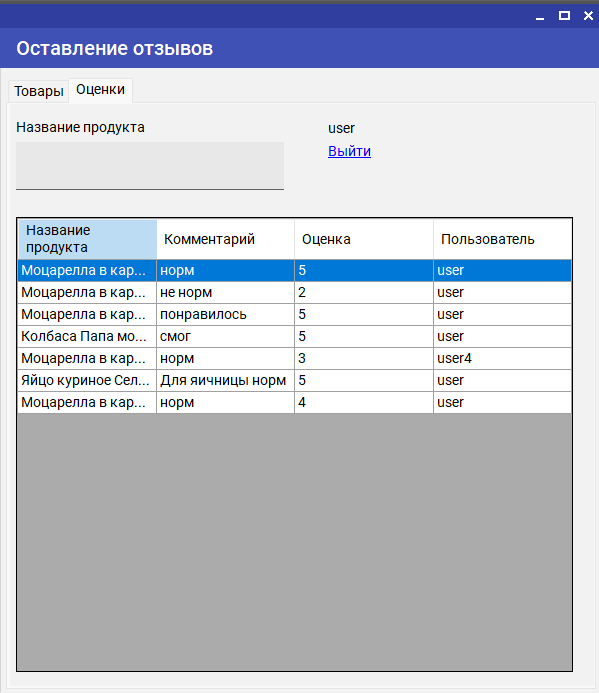 Оставление отзывов
Товары Оценки
Название продукта user
Выйти
Название продукта Комментарий Оценка Пользователь
Моцарелла в кар... норм 5 user
Моцарелла в кар... не норм 2 user
Моцарелла в кар... понравилось 5 user
Колбаса Папа мо... смог 5 user
Моцарелла в кар... норм 3 user4
Яйцо куриное Сел... Для яичницы норм 5 user
Моцарелла в кар... норм 4 user